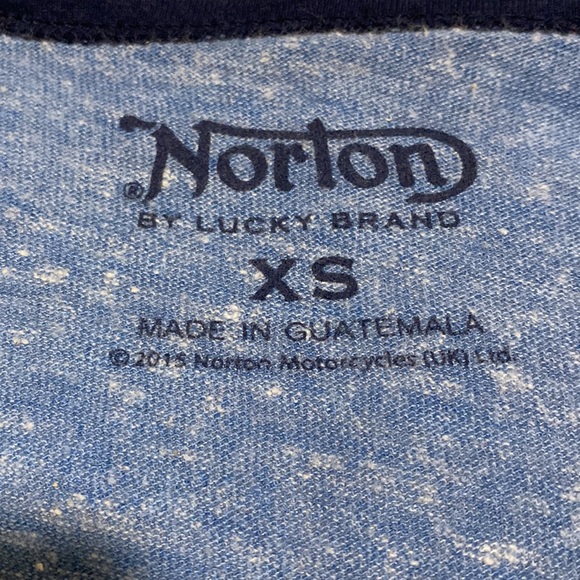 ® Norton
BY LUCKY BRAND
XS
MADE IN GUATEMALA
© 2015 Norton Motorcycles (UK) Ltd.